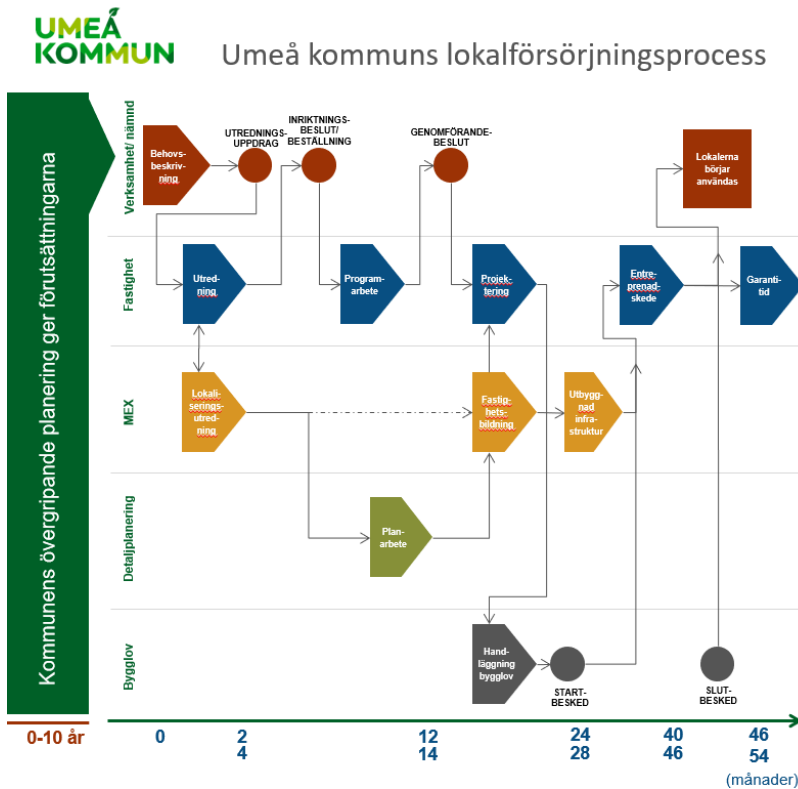 UMEÅ
KOMMUN
Umeå kommuns lokalförsörjningsprocess
Kommunens övergripande planering ger förutsättningarna
Verksamhet/ nämnd
Behovs-
beskriv-
ning
UTREDNINGS-
UPPDRAG
INRIKTNINGS-
BESLUT/
BESTÄLLNING
GENOMFÖRANDE-
BESLUT
Lokalerna
börjar
användas
Fastighet
Utred-
ning
Program-
arbete
Projek-
tering
Entre-
prenad-
skede
Garanti-
tid
MEX
Lokali-
serings-
utred-
ning
Fastig-
hets-
bildning
Utbygg-
nad
infra-
struktur
Detaljplanering
Plan-
arbete
Bygglov
Hand-
läggning
bygglov
START-
BESKED
SLUT-
BESKED
0-10 år
0
2
4
12
14
24
28
40
46
46
54
(månader)